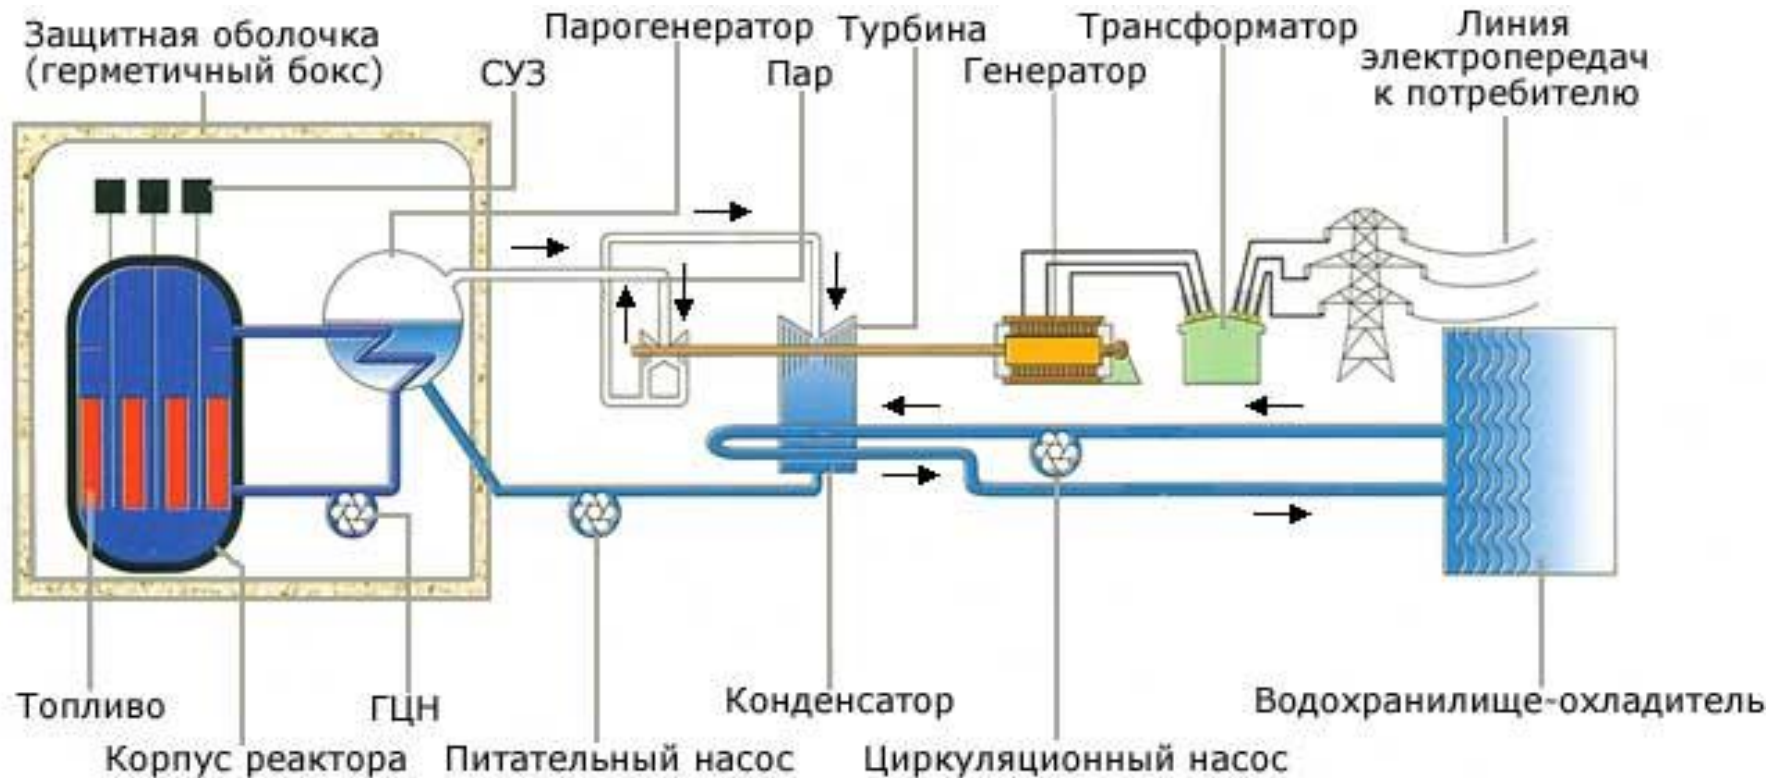 Защитная оболочка
(герметичный бокс)
СУЗ
Парогенератор
Пар
Турбина
Генератор
Трансформатор
Линия
электропередач
к потребителю
Топливо
Корпус реактора
ГЦН
Питательный насос
Конденсатор
Циркуляционный насос
Водохранилище-охладитель